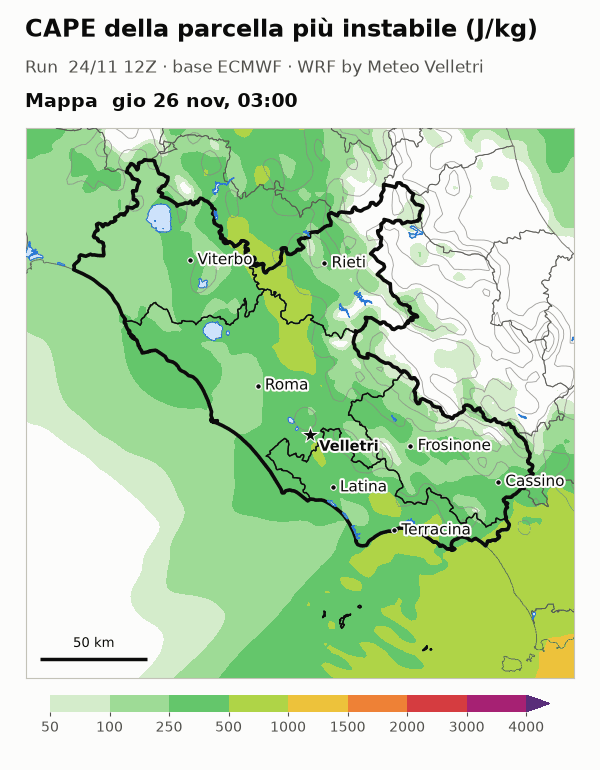 CAPE della parcella più instabile (J/kg)
Run  24/11 12Z · base ECMWF · WRF by Meteo Velletri
Mappa  gio 26 nov, 03:00
Viterbo
Rieti
Roma
Velletri
Frosinone
Cassino
Latina
Terracina
50 km
50 100 250 500 1000 1500 2000 3000 4000